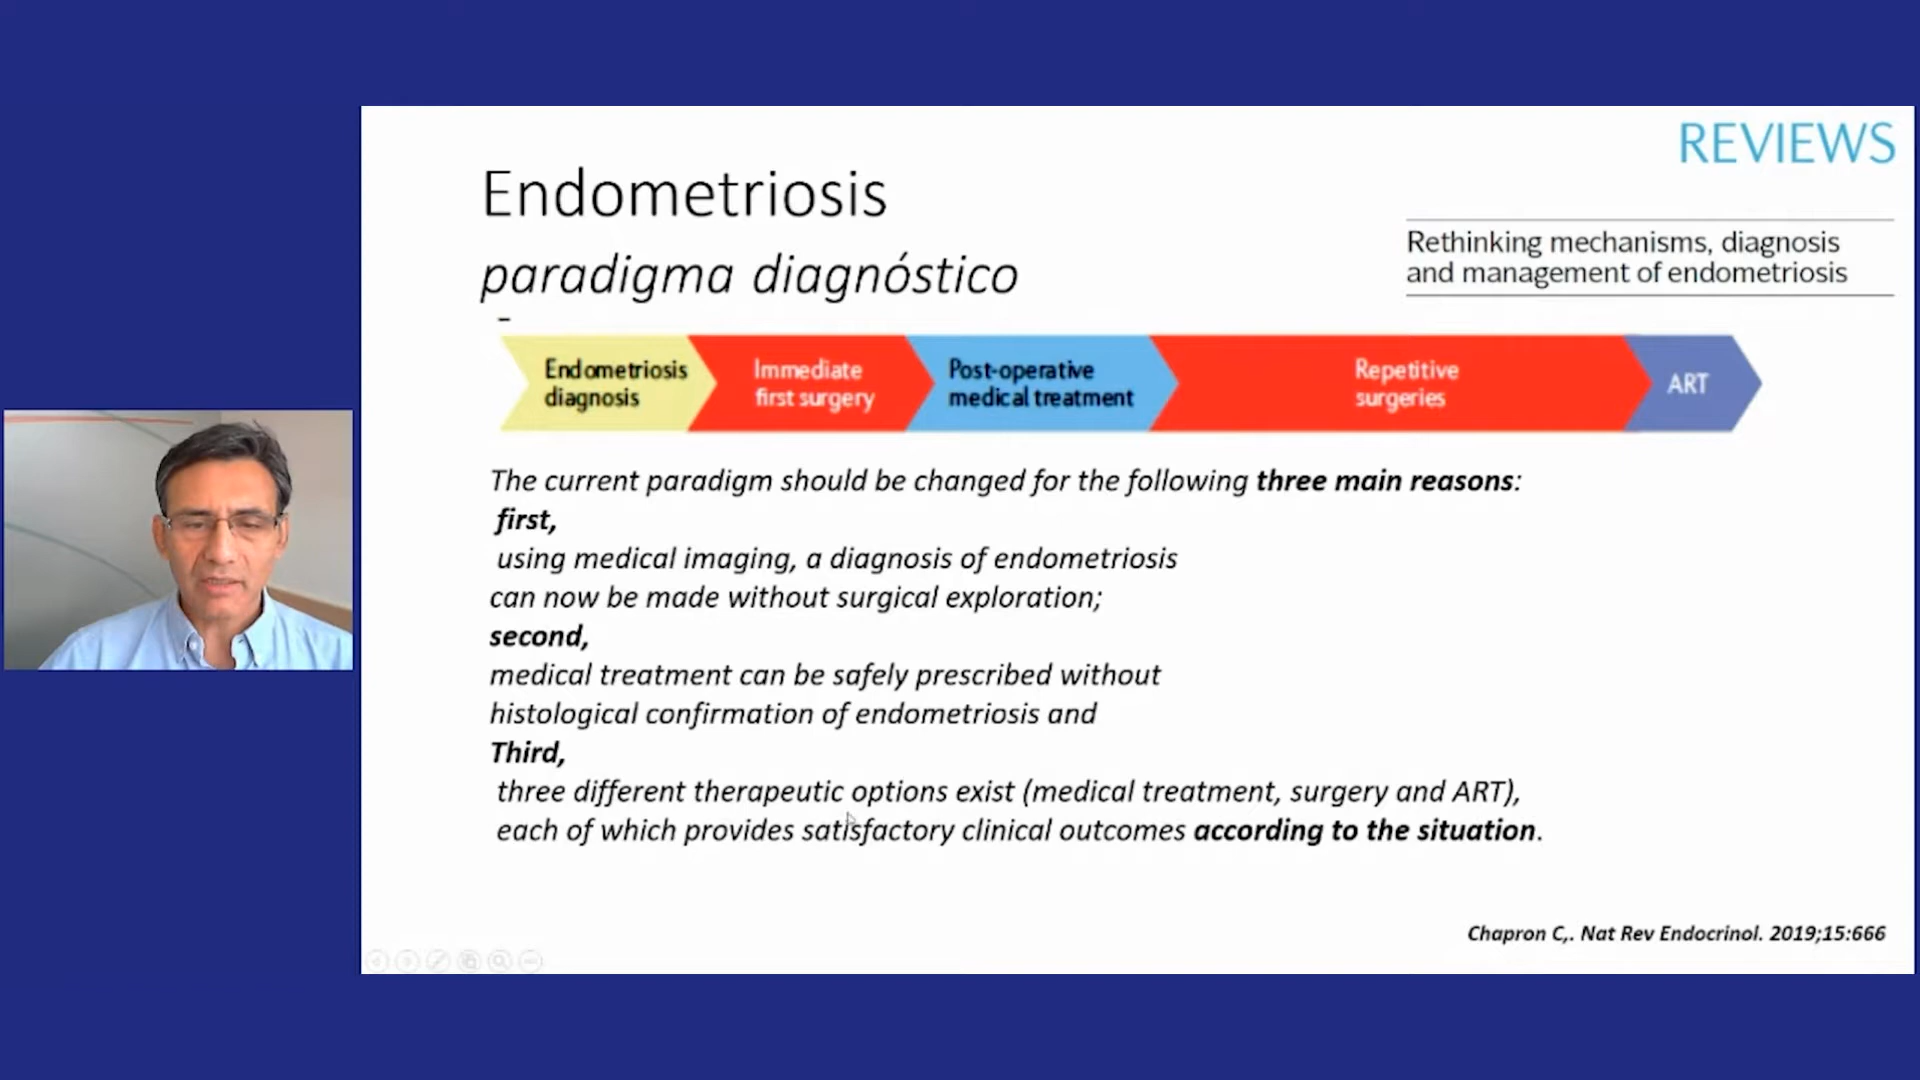 REVIEWS
Endometriosis
paradigma diagnóstico
Rethinking mechanisms, diagnosis
and management of endometriosis
Endometriosis
diagnosis
Immediate
first surgery
Post-operative
medical treatment
Repetitive
surgeries
ART
The current paradigm should be changed for the following three main reasons:
first,
using medical imaging, a diagnosis of endometriosis
can now be made without surgical exploration;
second,
medical treatment can be safely prescribed without
histological confirmation of endometriosis and
Third,
three different therapeutic options exist (medical treatment, surgery and ART),
each of which provides satisfactory clinical outcomes according to the situation.
Chapron C,. Nat Rev Endocrinol. 2019;15:666